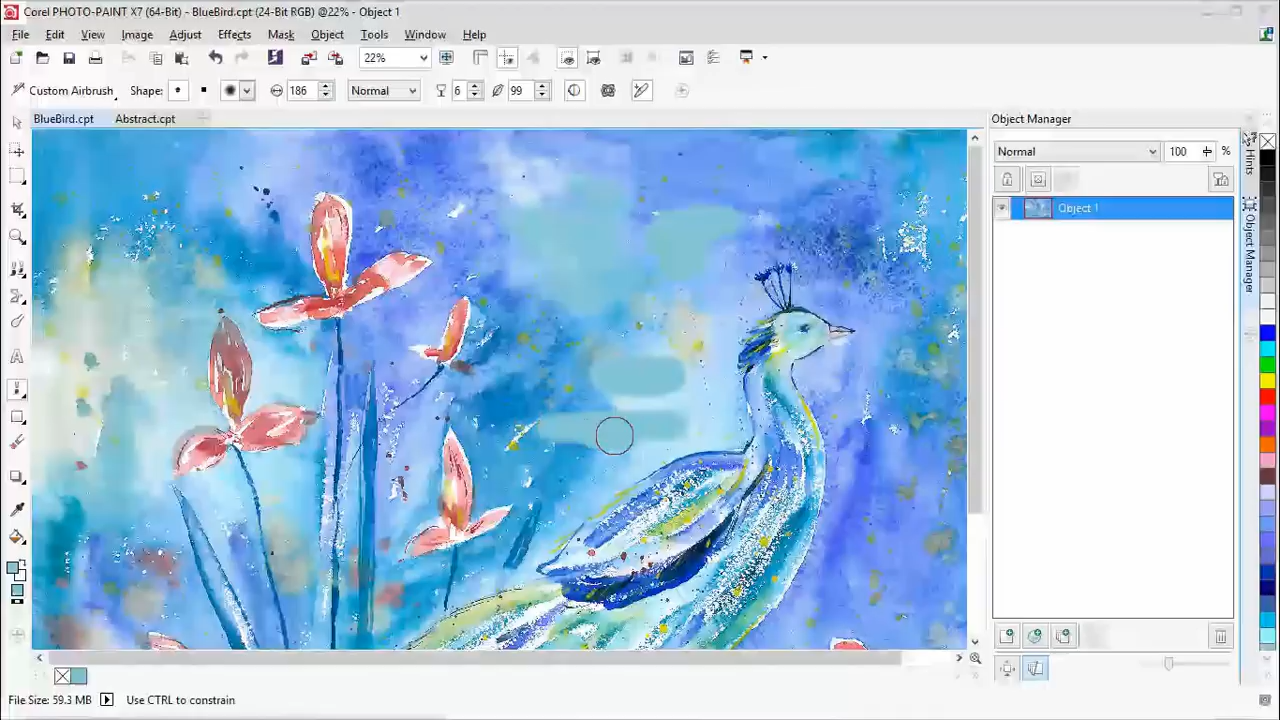 Corel PHOTO-PAINT X7 (64-Bit) - BlueBird.cpt (24-Bit RGB) @22% - Object 1
File Edit View Image Adjust Effects Mask Object Tools Window Help
22%
Custom Airbrush Shape: 186 Normal 6 99
BlueBird.cpt Abstract.cpt Object Manager
Normal 100 %
Hints
Object 1
Object Manager
File Size: 59.3 MB Use CTRL to constrain